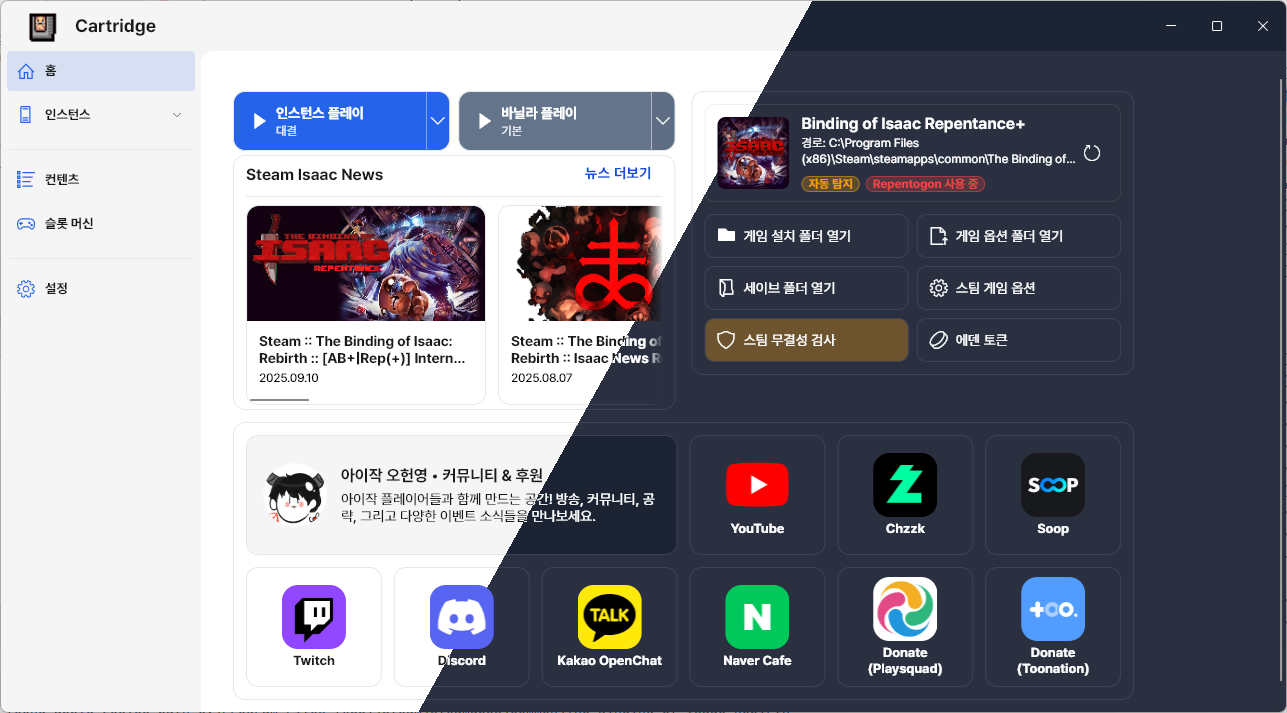 Cartridge
홈
인스턴스
컨텐츠
슬롯 머신
설정
인스턴스 플레이
대결
바닐라 플레이
기본
Steam Isaac News
뉴스 더보기
THE BINDING OF
ISAAC
REPENTANCE
Steam :: The Binding of Isaac:
Rebirth :: [AB+|Rep(+)] Intern...
2025.09.10
Steam :: The Binding of
Rebirth :: Isaac News R
2025.08.07
ISAAC
Binding of Isaac Repentance+
경로: C:\Program Files
(x86)\Steam\steamapps\common\The Binding of...
자동 탐지
Repentogon 사용 중
게임 설치 폴더 열기
게임 옵션 폴더 열기
세이브 폴더 열기
스팀 게임 옵션
스팀 무결성 검사
에덴 토큰
아이작 오헌영 • 커뮤니티 & 후원
아이작 플레이어들과 함께 만드는 공간! 방송, 커뮤니티, 공
략, 그리고 다양한 이벤트 소식들을 만나보세요.
YouTube
Chzzk
SOOP
Soop
Twitch
Discord
TALK
Kakao OpenChat
N
Naver Cafe
Donate
(Playsquad)
Donate
(Toonation)